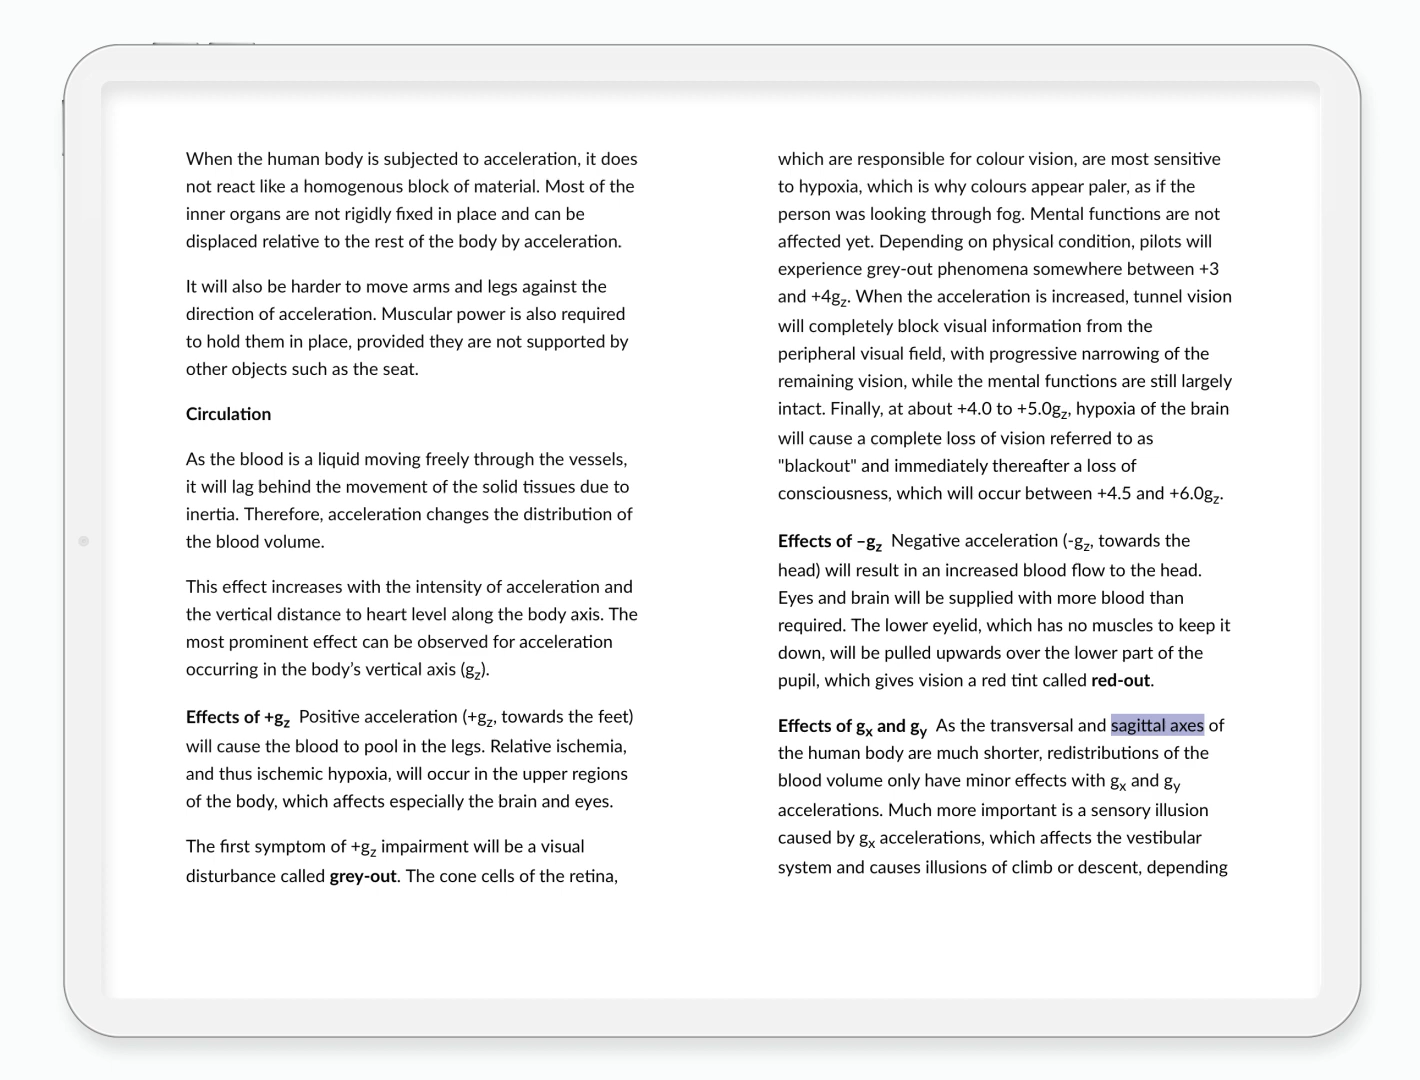 When the human body is subjected to acceleration, it does
not react like a homogenous block of material. Most of the
inner organs are not rigidly fixed in place and can be
displaced relative to the rest of the body by acceleration.
It will also be harder to move arms and legs against the
direction of acceleration. Muscular power is also required
to hold them in place, provided they are not supported by
other objects such as the seat.
Circulation
As the blood is a liquid moving freely through the vessels,
it will lag behind the movement of the solid tissues due to
inertia. Therefore, acceleration changes the distribution of
the blood volume.
This effect increases with the intensity of acceleration and
the vertical distance to heart level along the body axis. The
most prominent effect can be observed for acceleration
occurring in the body’s vertical axis (gz).
Effects of +gz Positive acceleration (+gz, towards the feet)
will cause the blood to pool in the legs. Relative ischemia,
and thus ischemic hypoxia, will occur in the upper regions
of the body, which affects especially the brain and eyes.
The first symptom of +gz impairment will be a visual
disturbance called grey-out. The cone cells of the retina,
which are responsible for colour vision, are most sensitive
to hypoxia, which is why colours appear paler, as if the
person was looking through fog. Mental functions are not
affected yet. Depending on physical condition, pilots will
experience grey-out phenomena somewhere between +3
and +4gz. When the acceleration is increased, tunnel vision
will completely block visual information from the
peripheral visual field, with progressive narrowing of the
remaining vision, while the mental functions are still largely
intact. Finally, at about +4.0 to +5.0gz, hypoxia of the brain
will cause a complete loss of vision referred to as
"blackout" and immediately thereafter a loss of
consciousness, which will occur between +4.5 and +6.0gz.
Effects of –gz Negative acceleration (-gz, towards the
head) will result in an increased blood flow to the head.
Eyes and brain will be supplied with more blood than
required. The lower eyelid, which has no muscles to keep it
down, will be pulled upwards over the lower part of the
pupil, which gives vision a red tint called red-out.
Effects of gx and gy As the transversal and sagittal axes of
the human body are much shorter, redistributions of the
blood volume only have minor effects with gx and gy
accelerations. Much more important is a sensory illusion
caused by gx accelerations, which affects the vestibular
system and causes illusions of climb or descent, depending